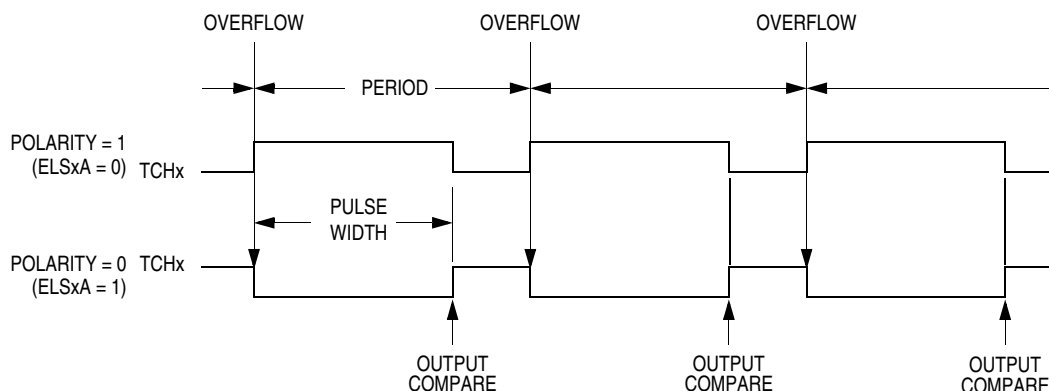 OVERFLOW OVERFLOW OVERFLOW
PERIOD
POLARITY = 1
(ELSxA = 0) TCHx
PULSE
WIDTH
POLARITY = 0 TCHx
(ELSxA = 1)
OUTPUT
COMPARE
OUTPUT
COMPARE
OUTPUT
COMPARE